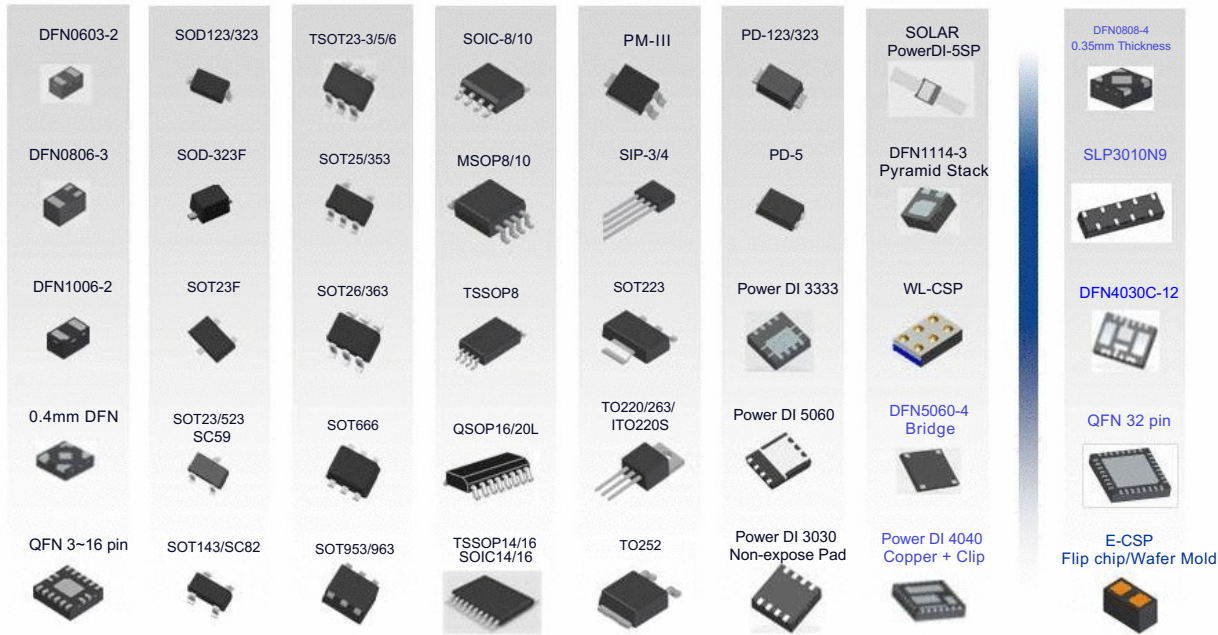 DFN0603-2
SOD123/323
TSOT23-3/5/6
SOIC-8/10
PM-III
PD-123/323
SOLAR
PowerDI-5SP
DFN0808-4
0.35mm Thickness
DFN0806-3
SOD-323F
SOT25/353
MSOP8/10
SIP-3/4
PD-5
DFN1114-3
Pyramid Stack
SLP3010N9
DFN1006-2
SOT23F
SOT26/363
TSSOP8
SOT223
Power DI 3333
WL-CSP
DFN4030C-12
0.4mm DFN
SOT23/523
SC59
SOT666
QSOP16/20L
TO220/263/
ITO220S
Power DI 5060
DFN5060-4
Bridge
QFN 32 pin
QFN 3~16 pin
SOT143/SC82
SOT953/963
TSSOP14/16
SOIC14/16
TO252
Power DI 3030
Non-expose Pad
Power DI 4040
Copper + Clip
E-CSP
Flip chip/Wafer Mold